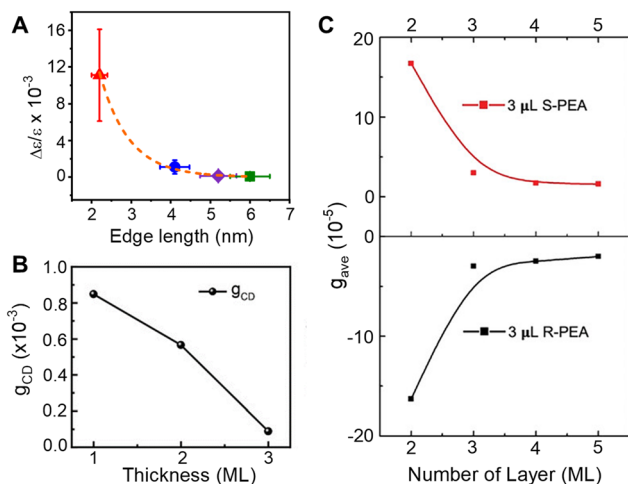 A
Δε/ε x 10⁻³
16
12
8
4
0
2 3 4 5 6 7
Edge length (nm)
B
g_CD (x10⁻³)
1.0
0.8
0.6
0.4
0.2
0.0
g_CD
1 2 3
Thickness (ML)
C
2 3 4 5
g_ave (10⁻⁵)
20
10
0
3 μL S-PEA
0
-10
-20
3 μL R-PEA
2 3 4 5
Number of Layer (ML)